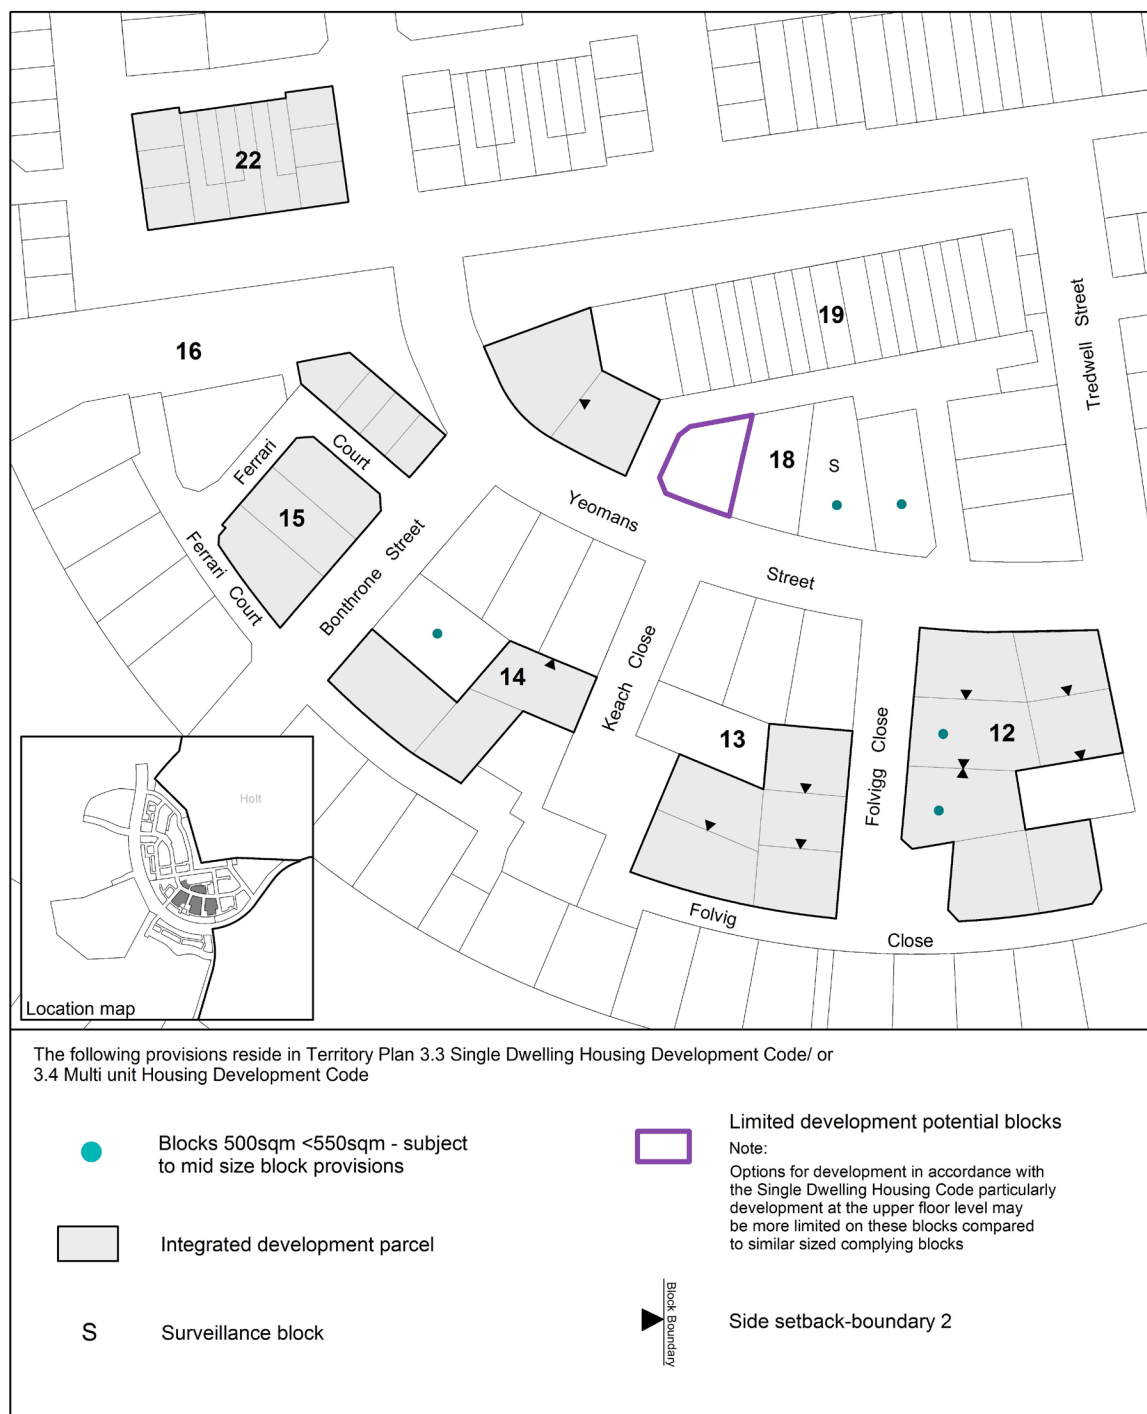 22
19
Tredwell Street
16
18
S
Ferrari Court
15
Ferrari Court
Bonthrone Street
Yeomans
Street
14
Keach Close
13
Folvigg Close
12
Folvig
Close
Holt
Location map
The following provisions reside in Territory Plan 3.3 Single Dwelling Housing Development Code/ or
3.4 Multi unit Housing Development Code
Blocks 500sqm <550sqm - subject
to mid size block provisions
Integrated development parcel
S
Surveillance block
Limited development potential blocks
Note:
Options for development in accordance with
the Single Dwelling Housing Code particularly
development at the upper floor level may
be more limited on these blocks compared
to similar sized complying blocks
Block Boundary
Side setback-boundary 2